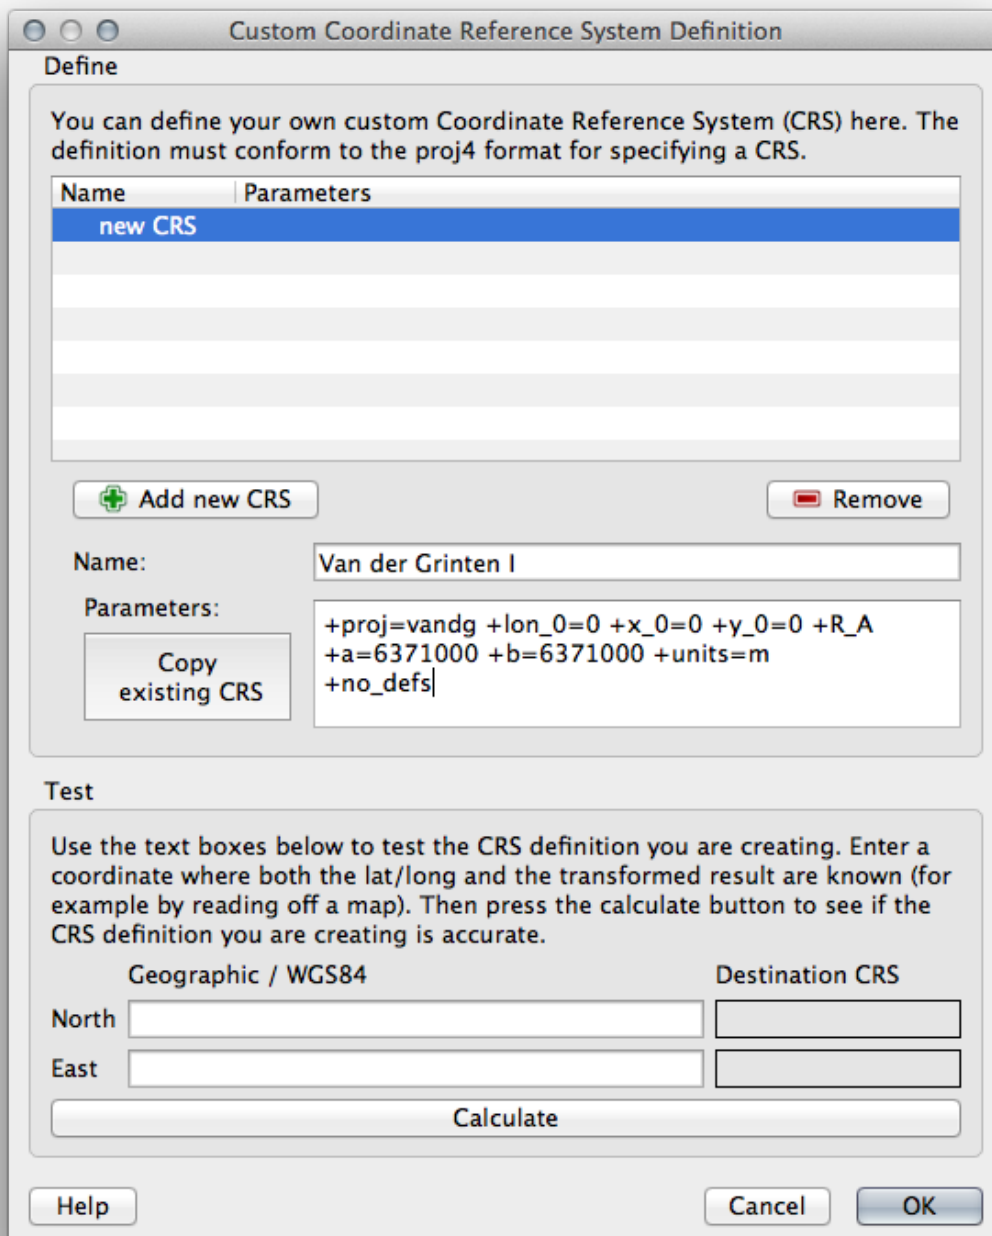 Custom Coordinate Reference System Definition
Define
You can define your own custom Coordinate Reference System (CRS) here. The
definition must conform to the proj4 format for specifying a CRS.
Name Parameters
new CRS
Add new CRS Remove
Name: Van der Grinten I
Parameters:
+proj=vandg +lon_0=0 +x_0=0 +y_0=0 +R_A
+a=6371000 +b=6371000 +units=m
+no_defs
Copy
existing CRS
Test
Use the text boxes below to test the CRS definition you are creating. Enter a
coordinate where both the lat/long and the transformed result are known (for
example by reading off a map). Then press the calculate button to see if the
CRS definition you are creating is accurate.
Geographic / WGS84 Destination CRS
North
East
Calculate
Help Cancel OK